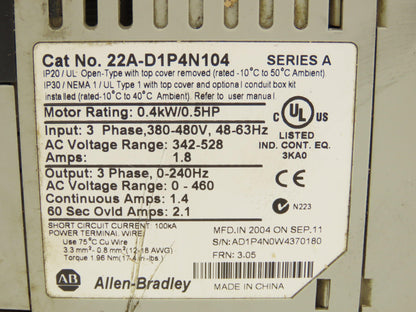 Cat No. 22A-D1P4N104 SERIES A
IP20 / UL: Open-Type with top cover removed (rated -10°C to 50°C Ambient)
IP30 / NEMA 1 / UL Type 1 with top cover and optional conduit box kit
installed (rated-10°C to 40°C Ambient). Refer to user manual
Motor Rating: 0.4kW/0.5HP
Input: 3 Phase,380-480V, 48-63Hz
AC Voltage Range: 342-528
Amps: 1.8
Output: 3 Phase, 0-240Hz
AC Voltage Range: 0 - 460
Continuous Amps: 1.4
60 Sec Ovld Amps: 2.1
C UL US
LISTED
IND. CONT. EQ.
3KA0
CE
N223
SHORT CIRCUIT CURRENT 100kA
POWER TERMINAL WIRE
Use 75°C Cu Wire
3.3 mm²- 0.8 mm²(12-18 AWG)
Torque 1.96 Nm(17.4 in-lbs.)
MFD.IN 2004 ON SEP.11
S/N: AD1P4N0W4370180
FRN: 3.05
AB Allen-Bradley
MADE IN CHINA